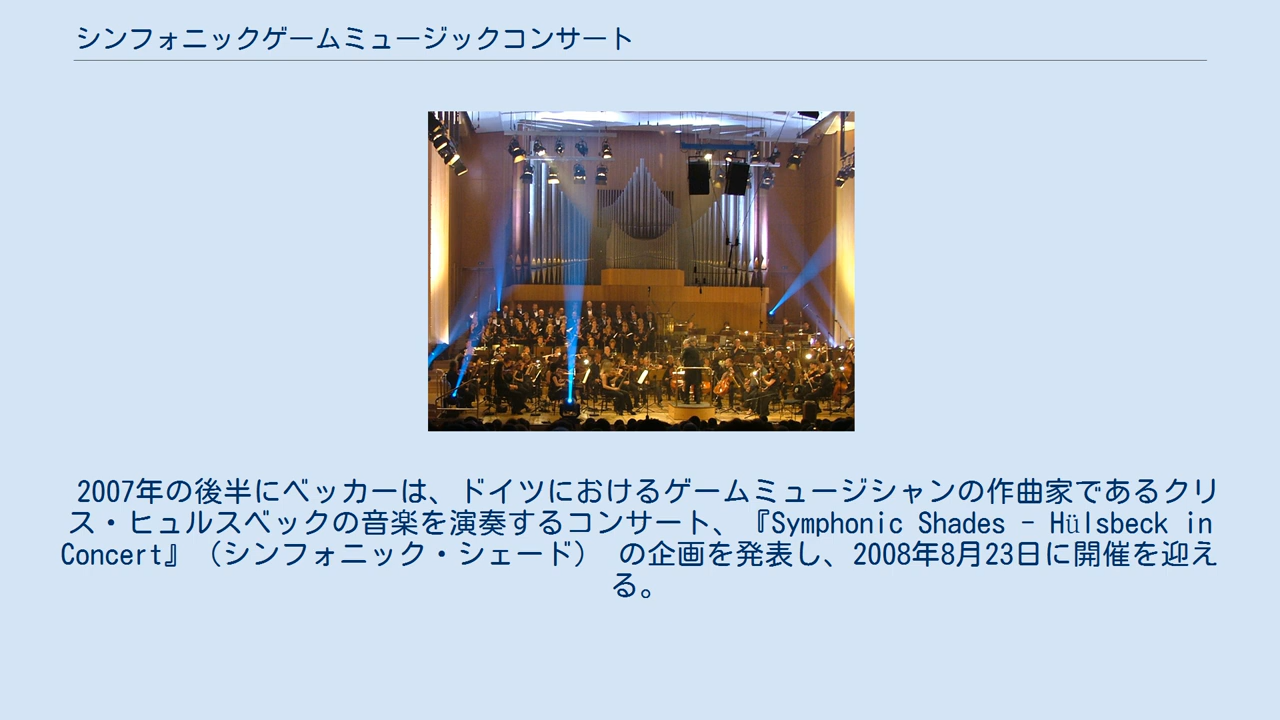 シンフォニックゲームミュージックコンサート
2007年の後半にベッカーは、ドイツにおけるゲームミュージシャンの作曲家であるクリ
ス・ヒュルスベックの音楽を演奏するコンサート、『Symphonic Shades - Hülsbeck in
Concert』（シンフォニック・シェード） の企画を発表し、2008年8月23日に開催を迎え
る。